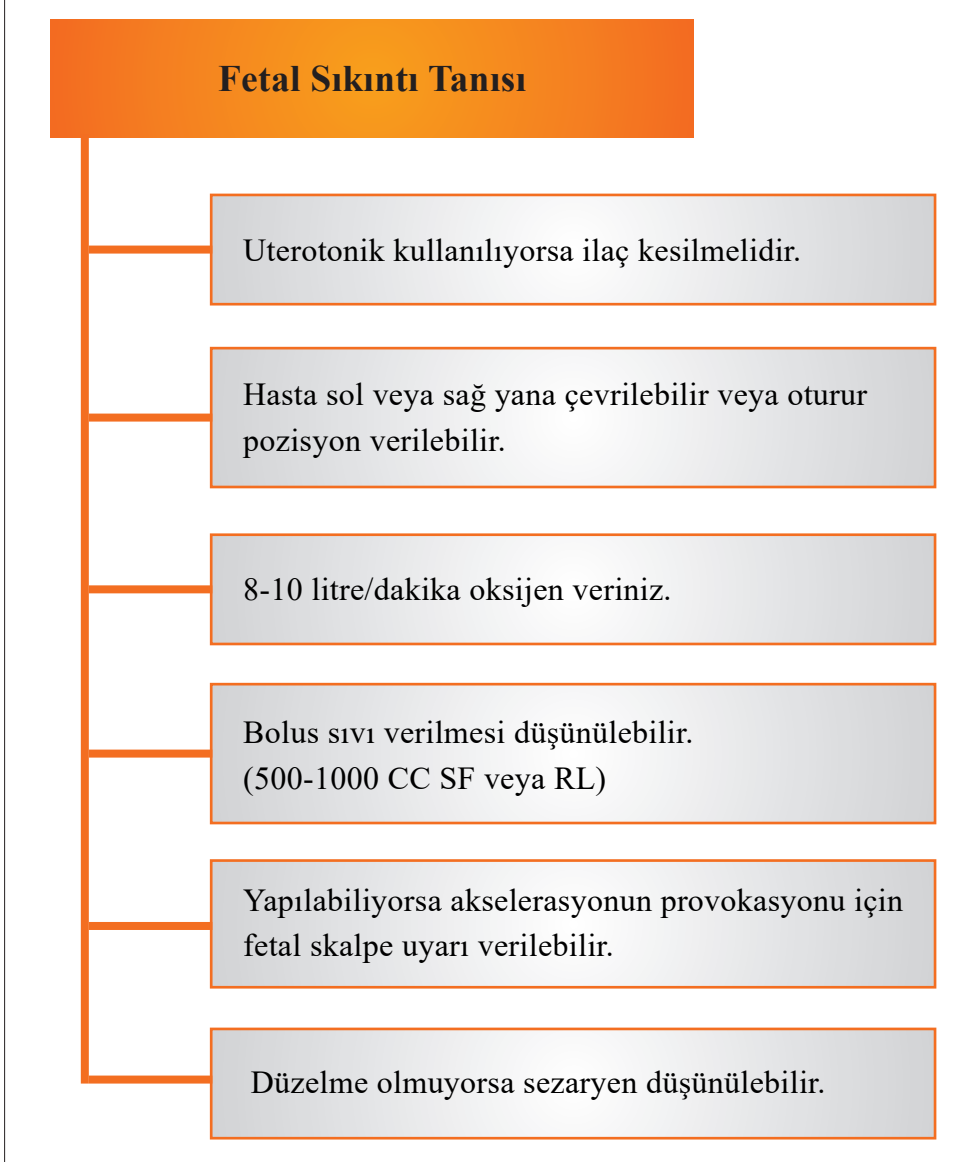 Fetal Sıkıntı Tanısı
Uterotonik kullanılıyorsa ilaç kesilmelidir.
Hasta sol veya sağ yana çevrilebilir veya oturur
pozisyon verilebilir.
8-10 litre/dakika oksijen veriniz.
Bolus sıvı verilmesi düşünülebilir.
(500-1000 CC SF veya RL)
Yapılabiliyorsa akselerasyonun provokasyonu için
fetal skalpe uyarı verilebilir.
Düzelme olmuyorsa sezaryen düşünülebilir.